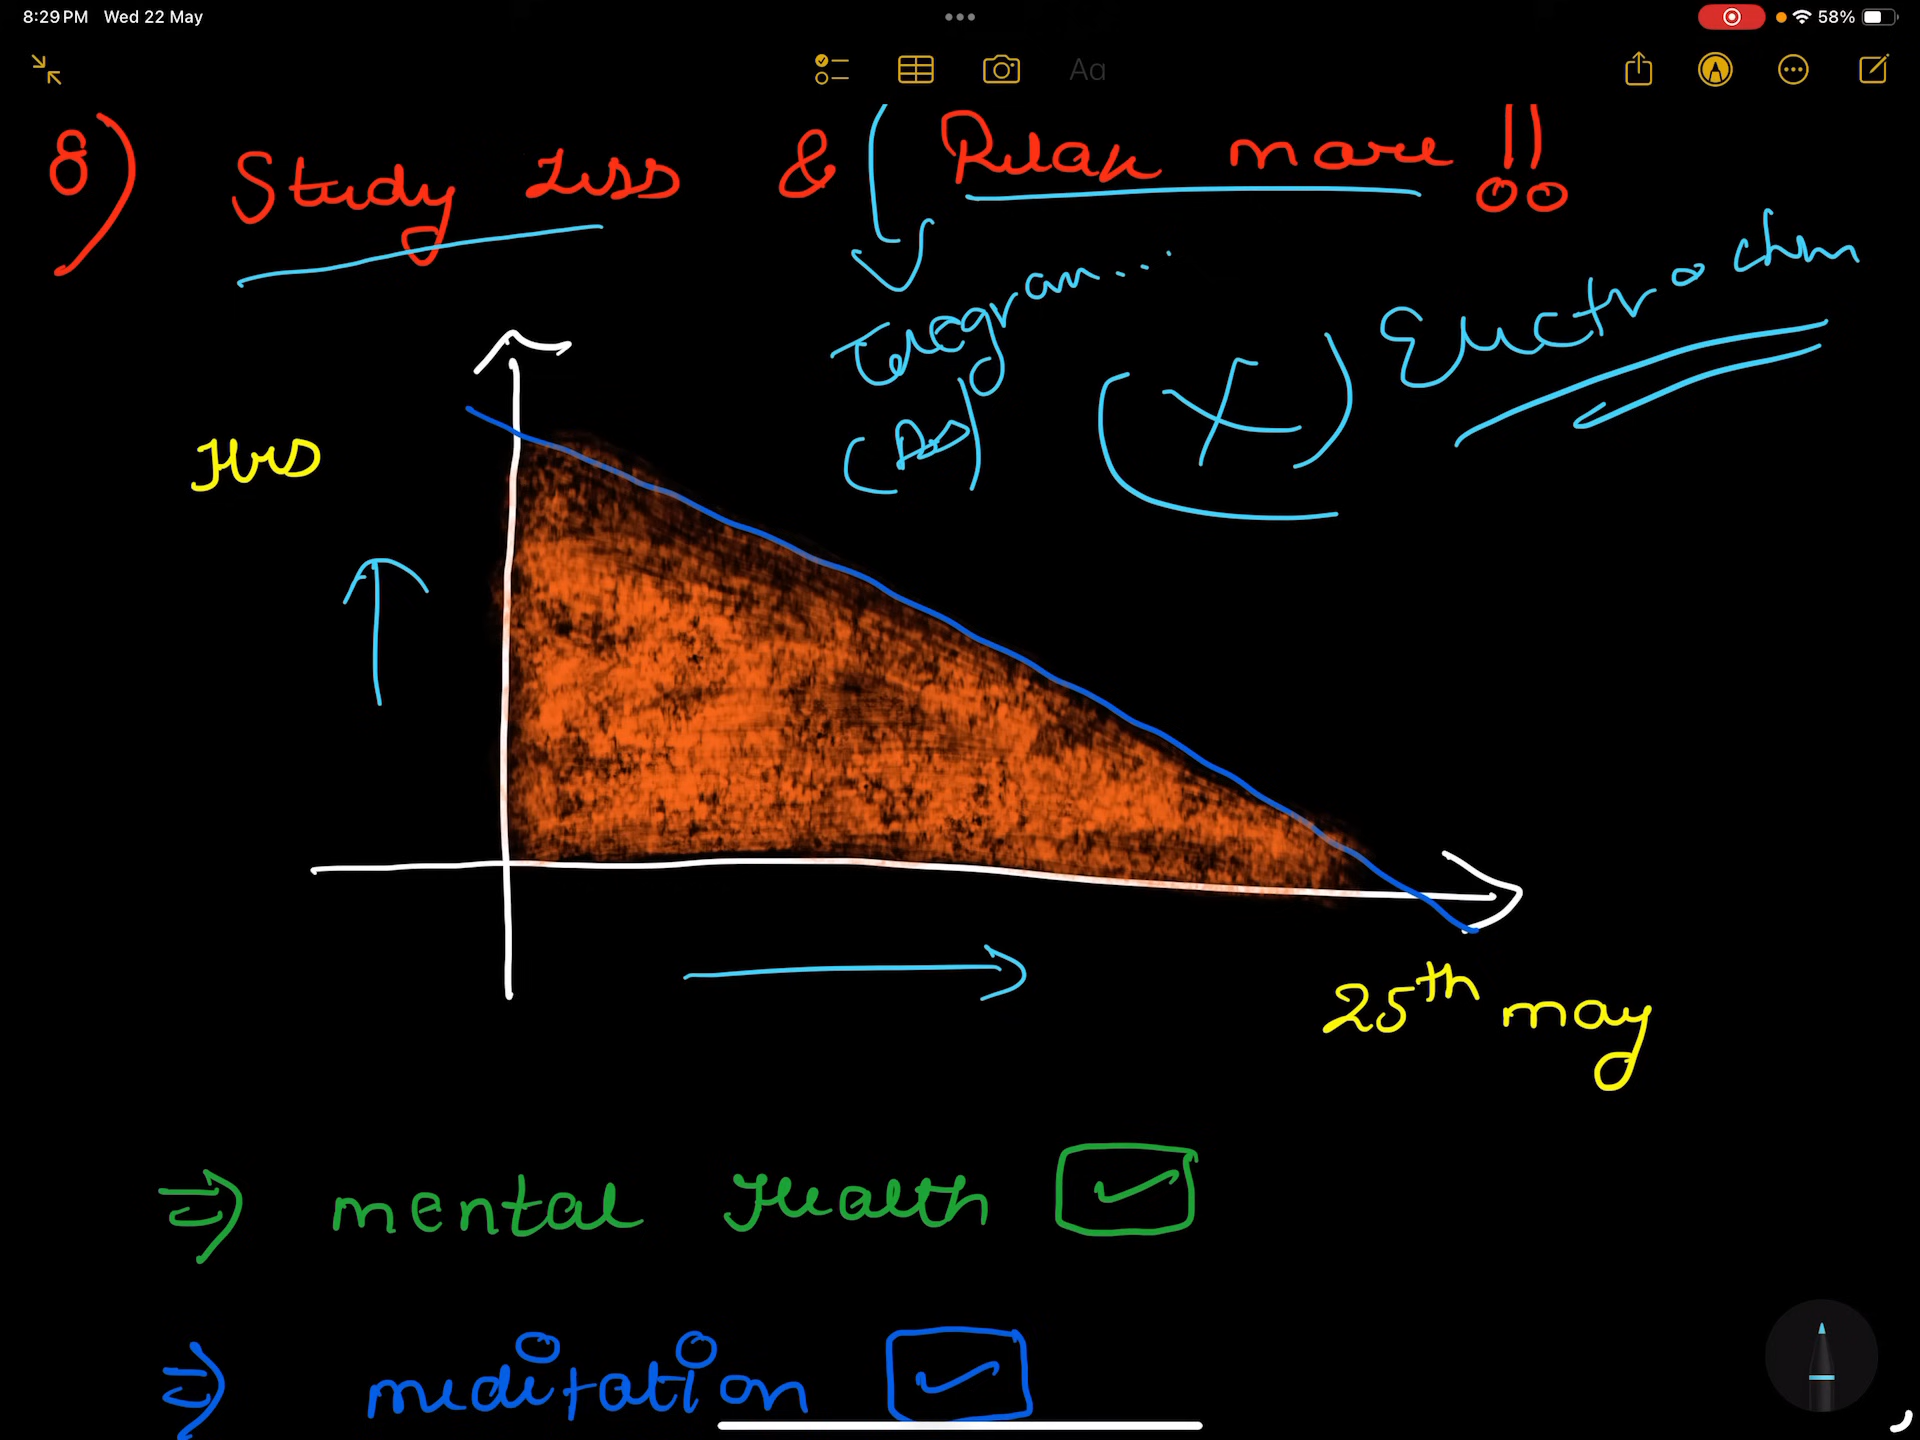 8:29 PM Wed 22 May
58%
Aa
8) Study Less & Relax more !!
Telegram...
(X)
Electrochem
Hrs
25th may
⇒ mental Health ✓
⇒ meditation ✓